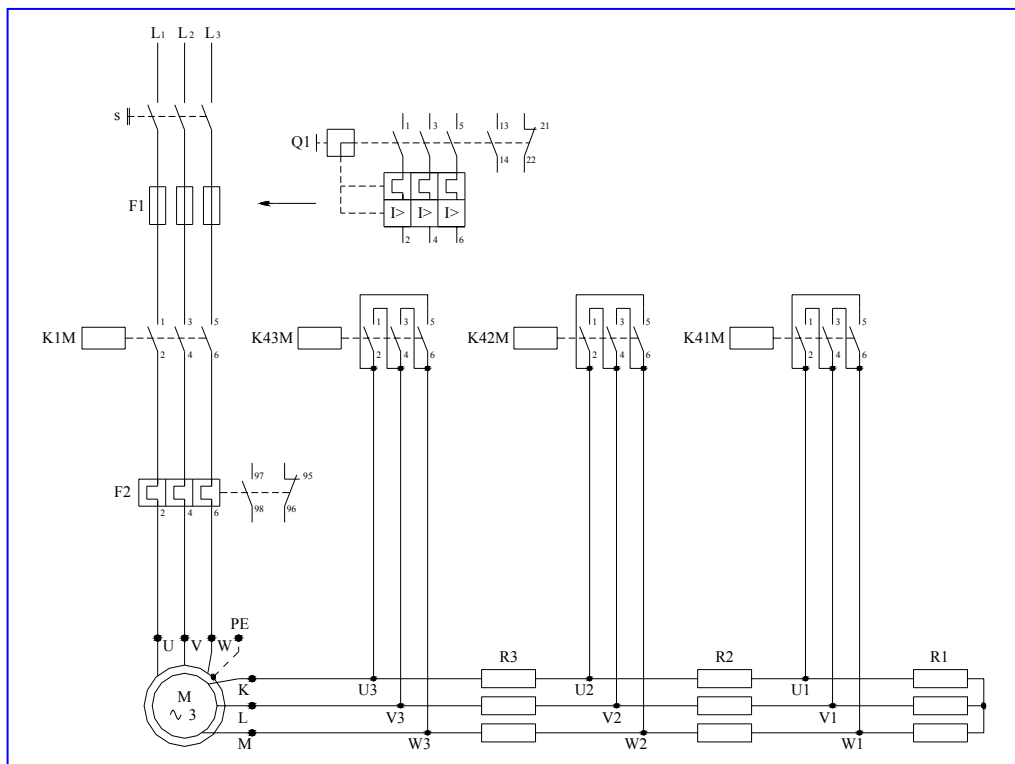 L1 L2 L3
S
Q1
1 3 5 13 21
14 22
I> I> I>
2 4 6
F1
K1M
1 3 5
2 4 6
K43M
1 3 5
2 4 6
K42M
1 3 5
2 4 6
K41M
1 3 5
2 4 6
F2
97 95
98 96
2 4 6
U V W PE
M
∿ 3
K
L
M
U3
V3
W3
R3
U2
V2
W2
R2
U1
V1
W1
R1